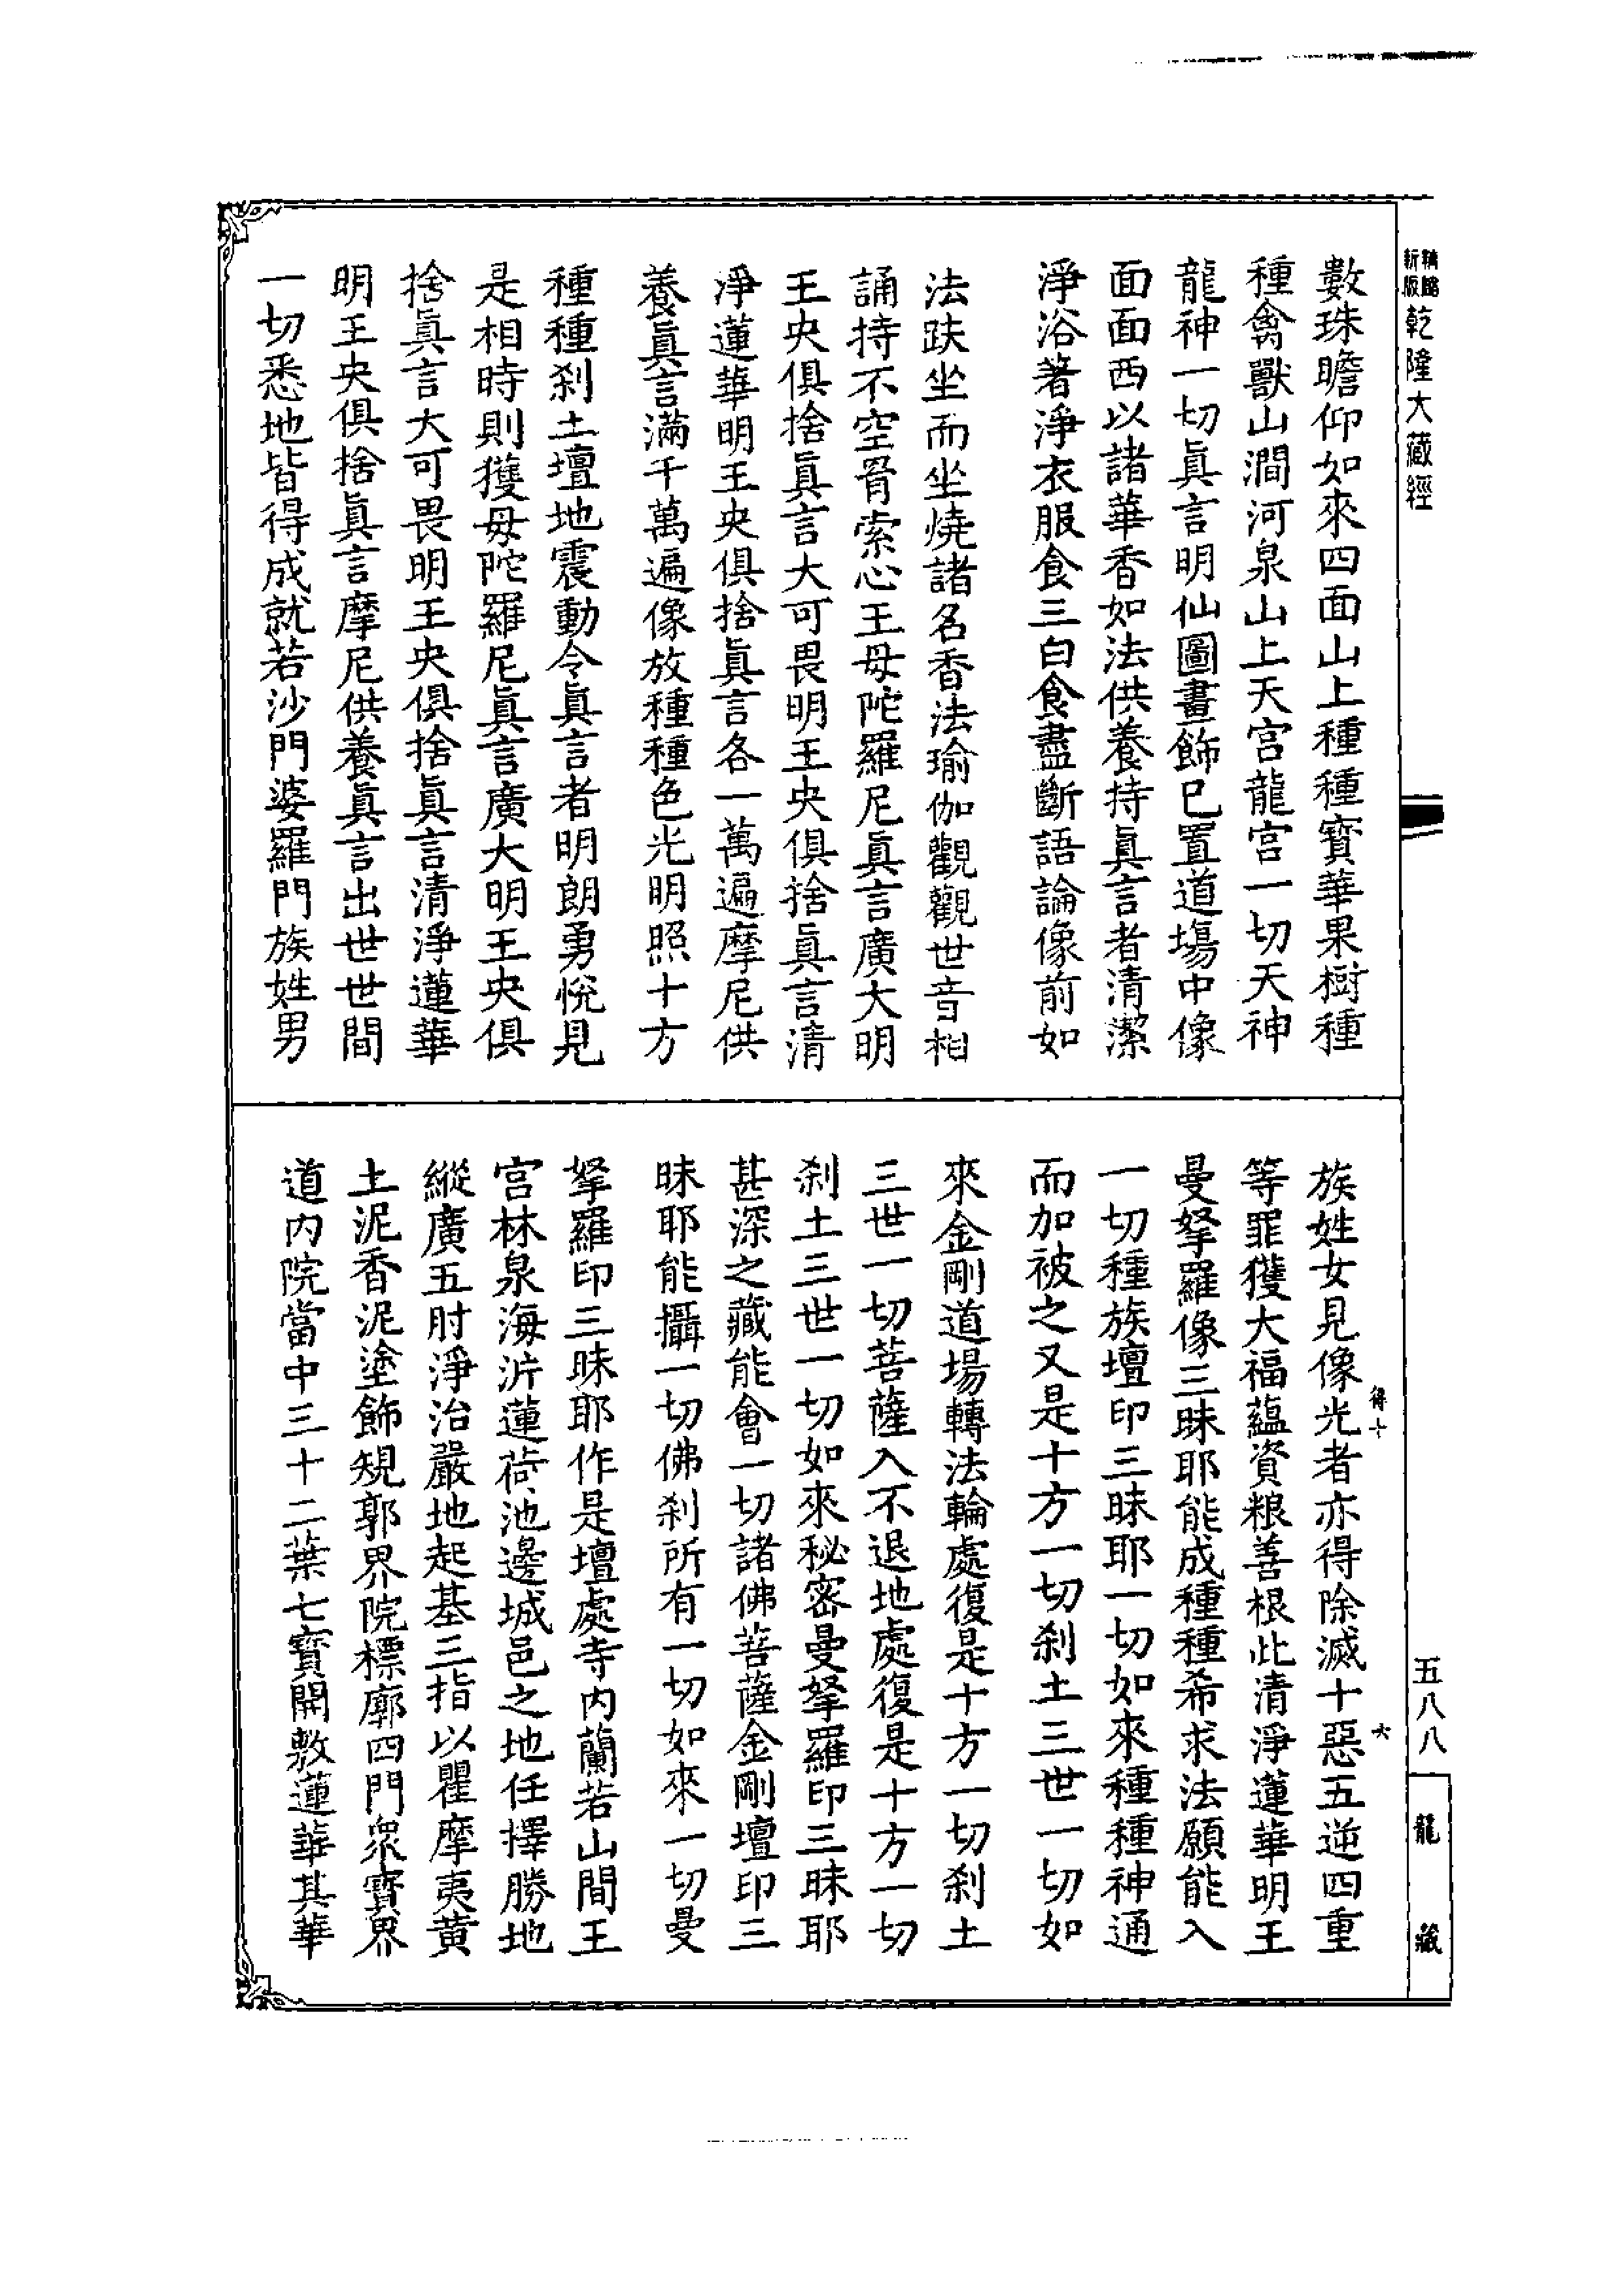 新版精縮乾隆大藏經
數珠瞻仰如來四面山上種種寶華果樹種
種禽獸山澗河泉山上天宮龍宮一切天神
龍神一切眞言明仙圖畫飾已置道場中像
面面西以諸華香如法供養持眞言者清潔
淨浴著淨衣服食三白食盡斷語論像前如
法趺坐而坐燒諸名香法瑜伽觀觀世音相
誦持不空罥索心王母陀羅尼眞言廣大明
王央俱捨眞言大可畏明王央俱捨眞言清
淨蓮華明王央俱捨眞言各一萬遍摩尼供
養眞言滿千萬遍像放種種色光明照十方
種種剎土壇地震動令眞言者明朗勇悅見
是相時則獲母陀羅尼眞言廣大明王央俱
捨眞言大可畏明王央俱捨眞言清淨蓮華
明王央俱捨眞言摩尼供養眞言出世世間
一切悉地皆得成就若沙門婆羅門族姓男
族姓女見像光者亦得除滅十惡五逆四重
等罪獲大福蘊資粮善根此清淨蓮華明王
曼拏羅像三昧耶能成種種希求法願能入
一切種族壇印三昧耶一切如來種種神通
而加被之又是十方一切剎土三世一切如
來金剛道場轉法輪處復是十方一切剎土
三世一切菩薩入不退地處復是十方一切
剎土三世一切如來秘密曼拏羅印三昧耶
甚深之藏能會一切諸佛菩薩金剛壇印三
昧耶能攝一切佛剎所有一切如來一切曼
拏羅印三昧耶作是壇處寺內蘭若山間王
宮林泉海泝蓮荷池邊城邑之地任擇勝地
縱廣五肘淨治嚴地起基三指以瞿摩夷黃
土泥香泥塗飾規郭界院標廓四門衆寶界
道內院當中三十二葉七寶開敷蓮華其華
得十
六
五八八
龍藏